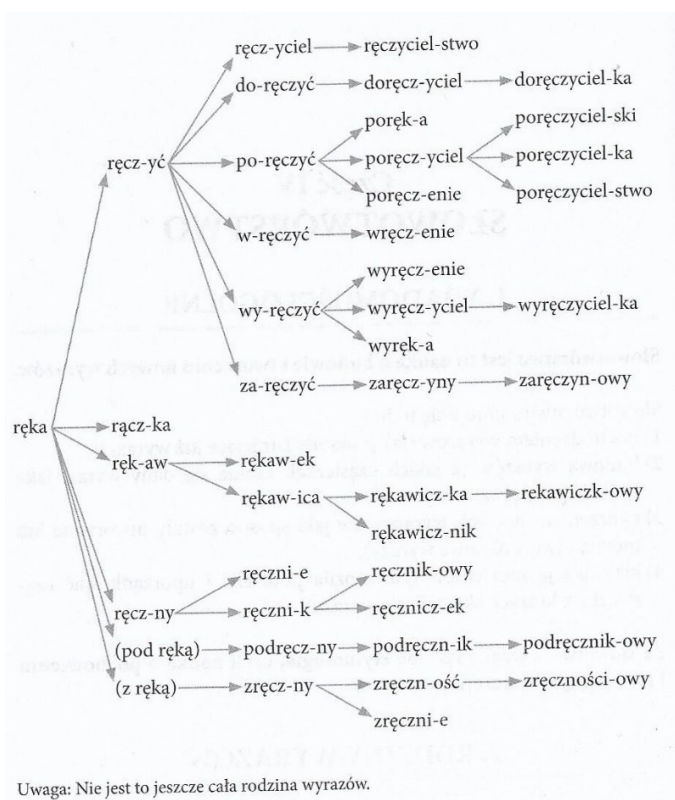 ręcz-yciel ręczyciel-stwo
do-ręczyć doręcz-yciel doręczyciel-ka
poręk-a poręczyciel-ski
ręcz-yć po-ręczyć poręcz-yciel poręczyciel-ka
poręcz-enie poręczyciel-stwo
w-ręczyć wręcz-enie
wyręcz-enie
wy-ręczyć wyręcz-yciel wyręczyciel-ka
wyręk-a
za-ręczyć zaręcz-yny zaręczyn-owy
ręka rącz-ka
ręk-aw rękaw-ek
rękaw-ica rękawicz-ka rekawiczk-owy
rękawicz-nik
ręczni-e recznik-owy
ręcz-ny ręczni-k ręcznicz-ek
(pod ręką) podręcz-ny podręczn-ik podręcznik-owy
(z ręką) zręcz-ny zręczn-ość zręczności-owy
zręczni-e
Uwaga: Nie jest to jeszcze cała rodzina wyrazów.